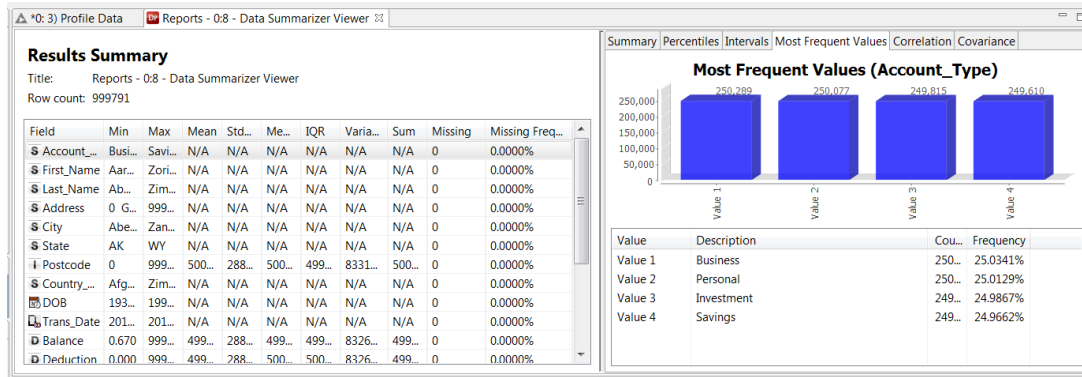 *0: 3) Profile Data Reports - 0:8 - Data Summarizer Viewer
Results Summary
Title: Reports - 0:8 - Data Summarizer Viewer
Row count: 999791
Field Min Max Mean Std... Me... IQR Varia... Sum Missing Missing Freq...
S Account_... Busi... Savi... N/A N/A N/A N/A N/A N/A 0 0.0000%
S First_Name Aar... Zori... N/A N/A N/A N/A N/A N/A 0 0.0000%
S Last_Name Ab... Zim... N/A N/A N/A N/A N/A N/A 0 0.0000%
S Address 0 G... 999... N/A N/A N/A N/A N/A N/A 0 0.0000%
S City Abe... Zan... N/A N/A N/A N/A N/A N/A 0 0.0000%
S State AK WY N/A N/A N/A N/A N/A N/A 0 0.0000%
I Postcode 0 999... 500... 288... 500... 499... 8331... 500... 0 0.0000%
S Country_... Afg... Zim... N/A N/A N/A N/A N/A N/A 0 0.0000%
DOB 193... 199... N/A N/A N/A N/A N/A N/A 0 0.0000%
Trans_Date 201... 201... N/A N/A N/A N/A N/A N/A 0 0.0000%
D Balance 0.670 999... 499... 288... 499... 499... 8326... 499... 0 0.0000%
D Deduction 0.000 999... 499... 288... 500... 500... 8326... 499... 0 0.0000%
Summary Percentiles Intervals Most Frequent Values Correlation Covariance
Most Frequent Values (Account_Type)
250,289 250,077 249,815 249,610
250,000
200,000
150,000
100,000
50,000
0
Value 1 Value 2 Value 3 Value 4
Value Description Cou... Frequency
Value 1 Business 250... 25.0341%
Value 2 Personal 250... 25.0129%
Value 3 Investment 249... 24.9867%
Value 4 Savings 249... 24.9662%